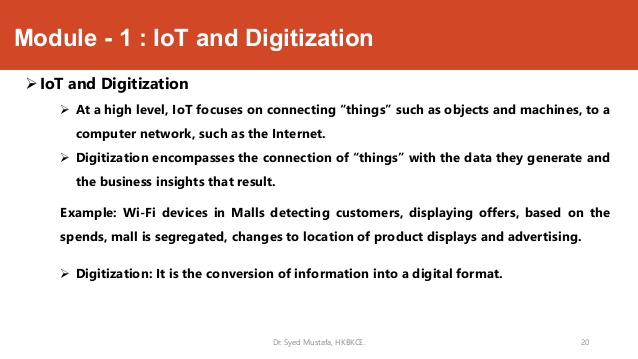 Module - 1 : IoT and Digitization
➢IoT and Digitization
➢ At a high level, IoT focuses on connecting “things” such as objects and machines, to a
computer network, such as the Internet.
➢ Digitization encompasses the connection of “things” with the data they generate and
the business insights that result.
Example: Wi-Fi devices in Malls detecting customers, displaying offers, based on the
spends, mall is segregated, changes to location of product displays and advertising.
➢ Digitization: It is the conversion of information into a digital format.
Dr. Syed Mustafa, HKBKCE. 20